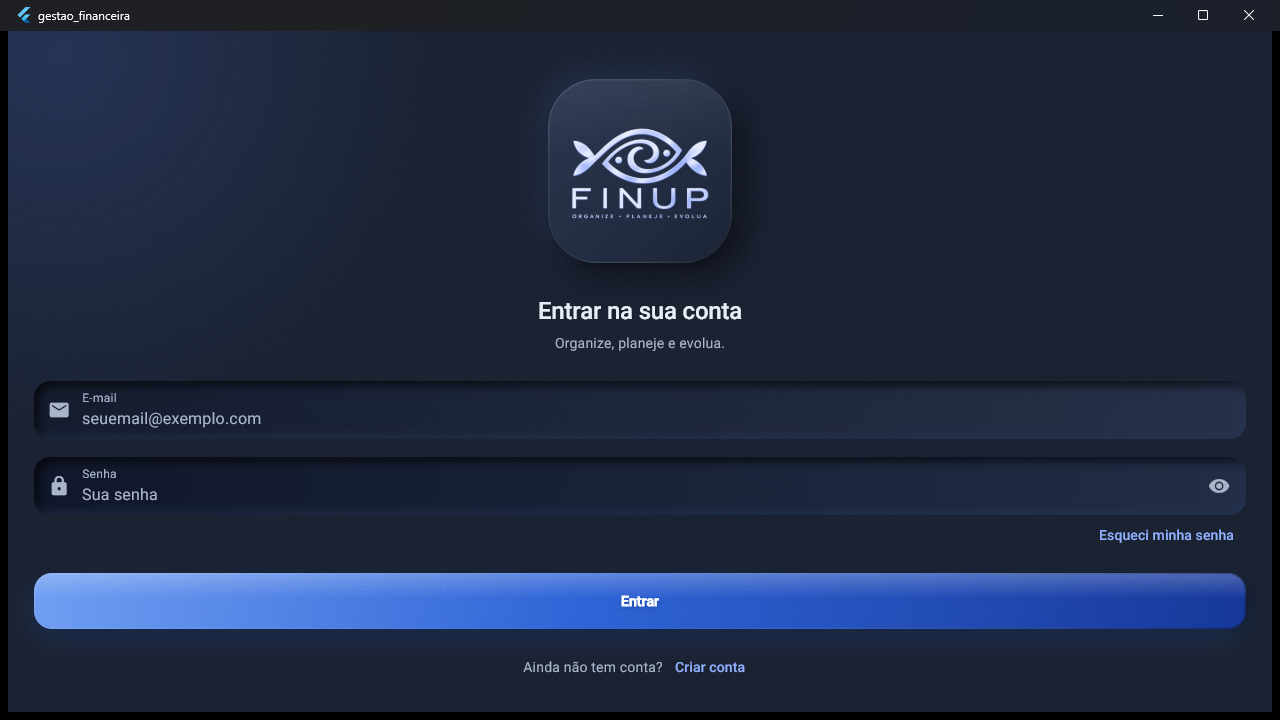 gestao_financeira
FINUP
ORGANIZE • PLANEJE • EVOLUA
Entrar na sua conta
Organize, planeje e evolua.
E-mail
seuemail@exemplo.com
Senha
Sua senha
Esqueci minha senha
Entrar
Ainda não tem conta? Criar conta